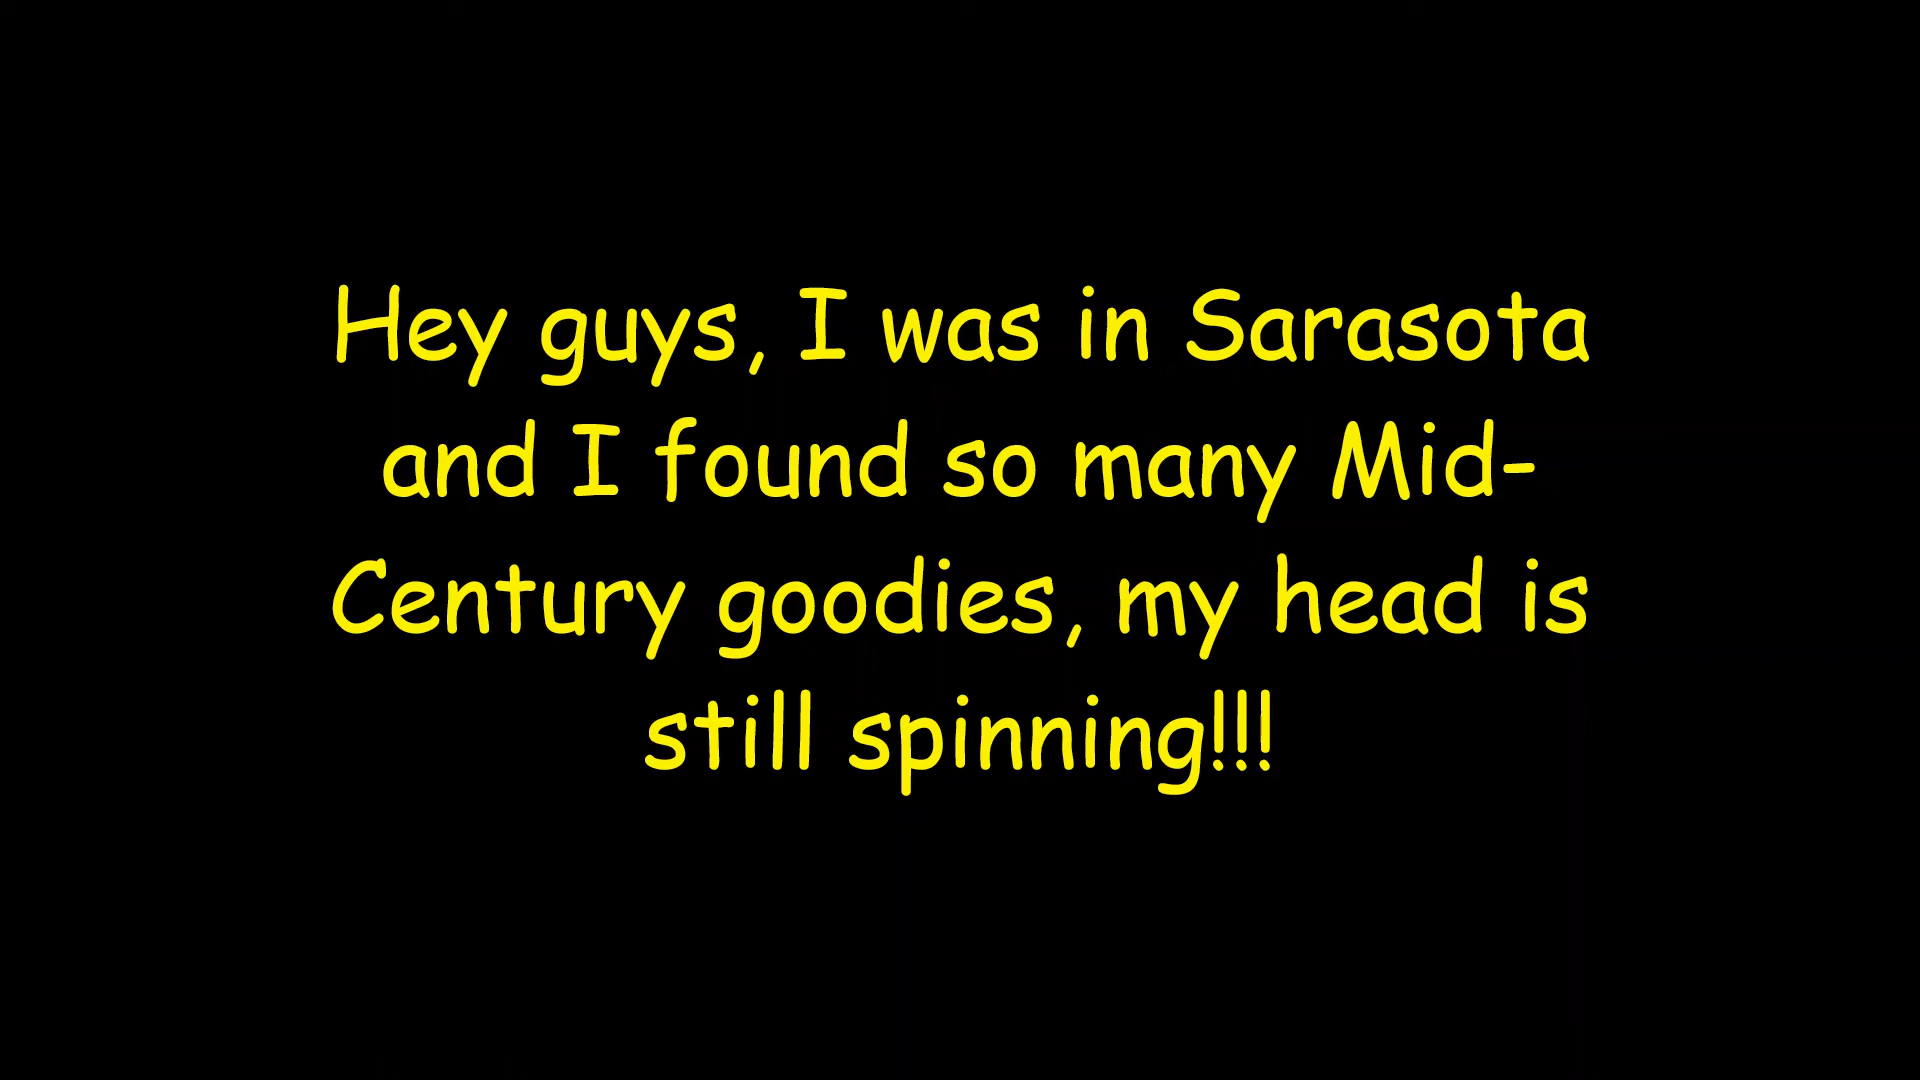 Hey guys, I was in Sarasota
and I found so many Mid-
Century goodies, my head is
still spinning!!!